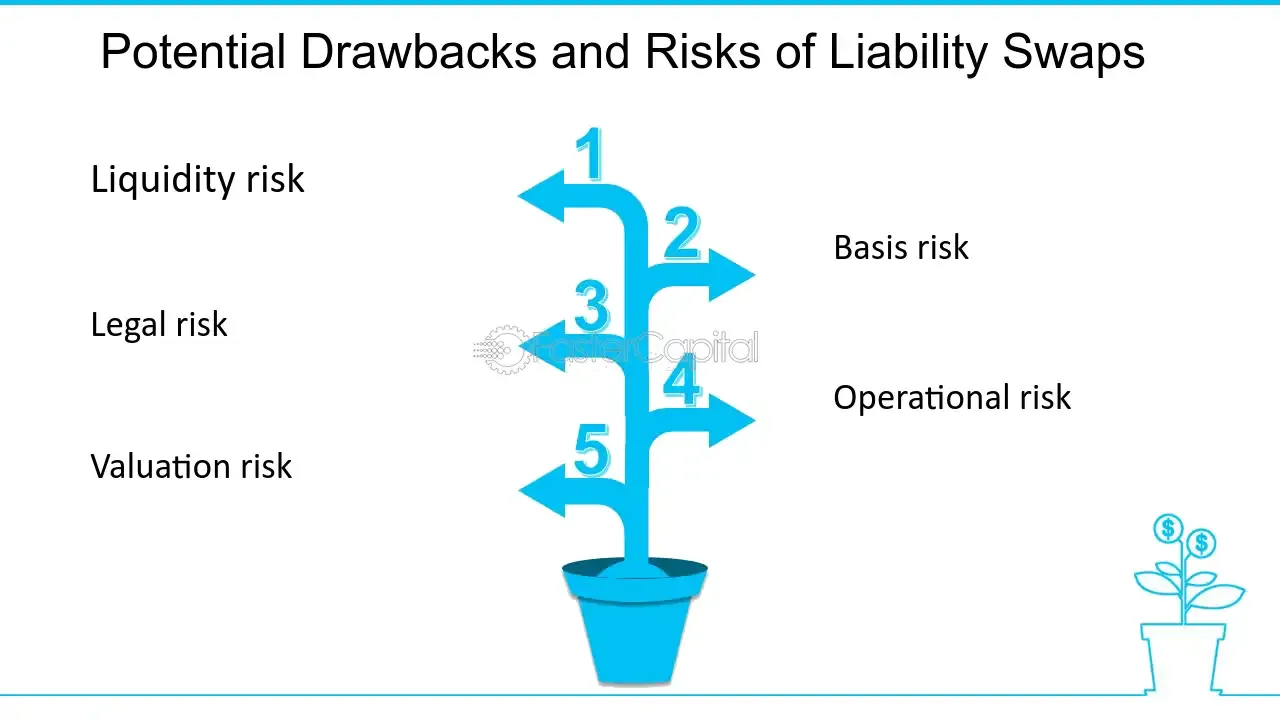 Potential Drawbacks and Risks of Liability Swaps
1
Liquidity risk
2
Basis risk
3
Legal risk
FasterCapital
4
Operational risk
5
Valuation risk
$
$